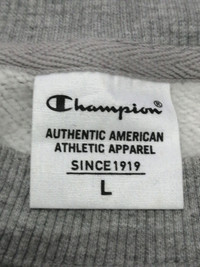 Champion®
AUTHENTIC AMERICAN
ATHLETIC APPAREL
SINCE 1919
L